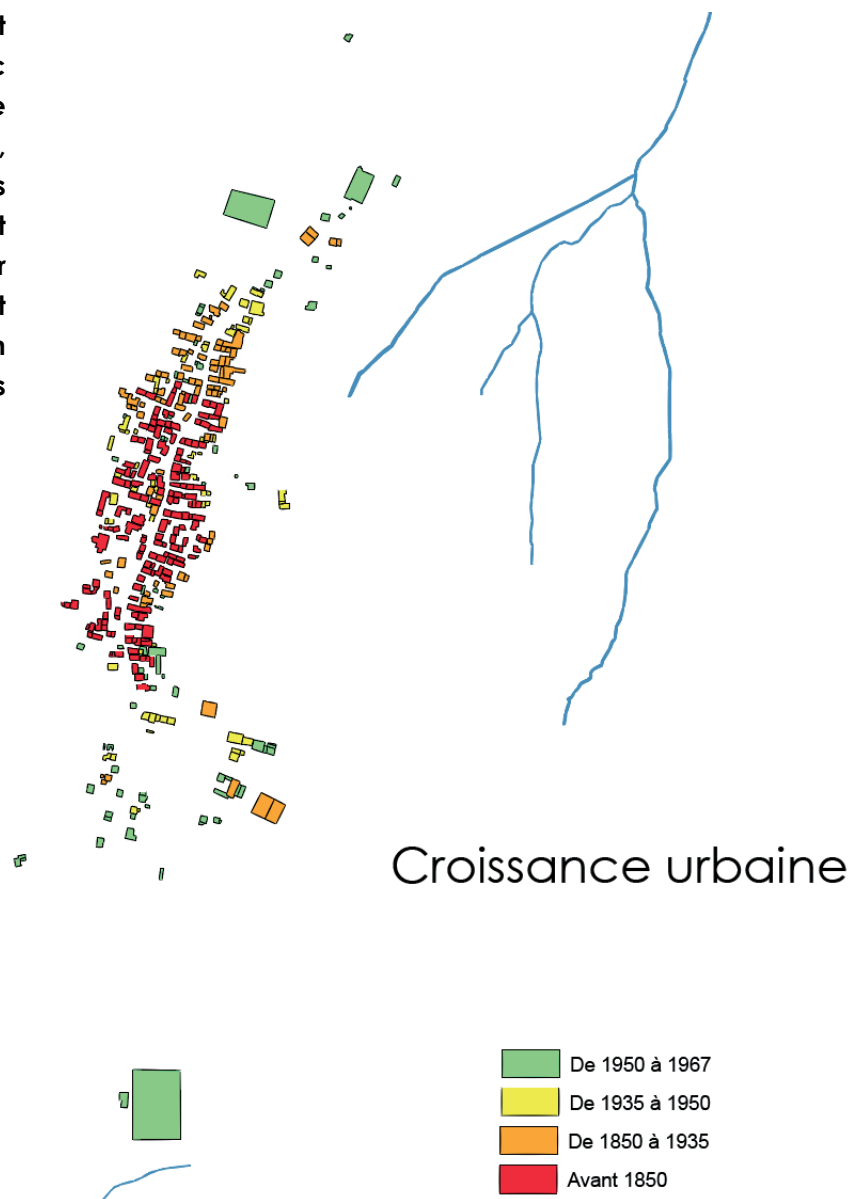 t
c
e
,
s
t
r
t
n
s
Croissance urbaine
De 1950 à 1967
De 1935 à 1950
De 1850 à 1935
Avant 1850